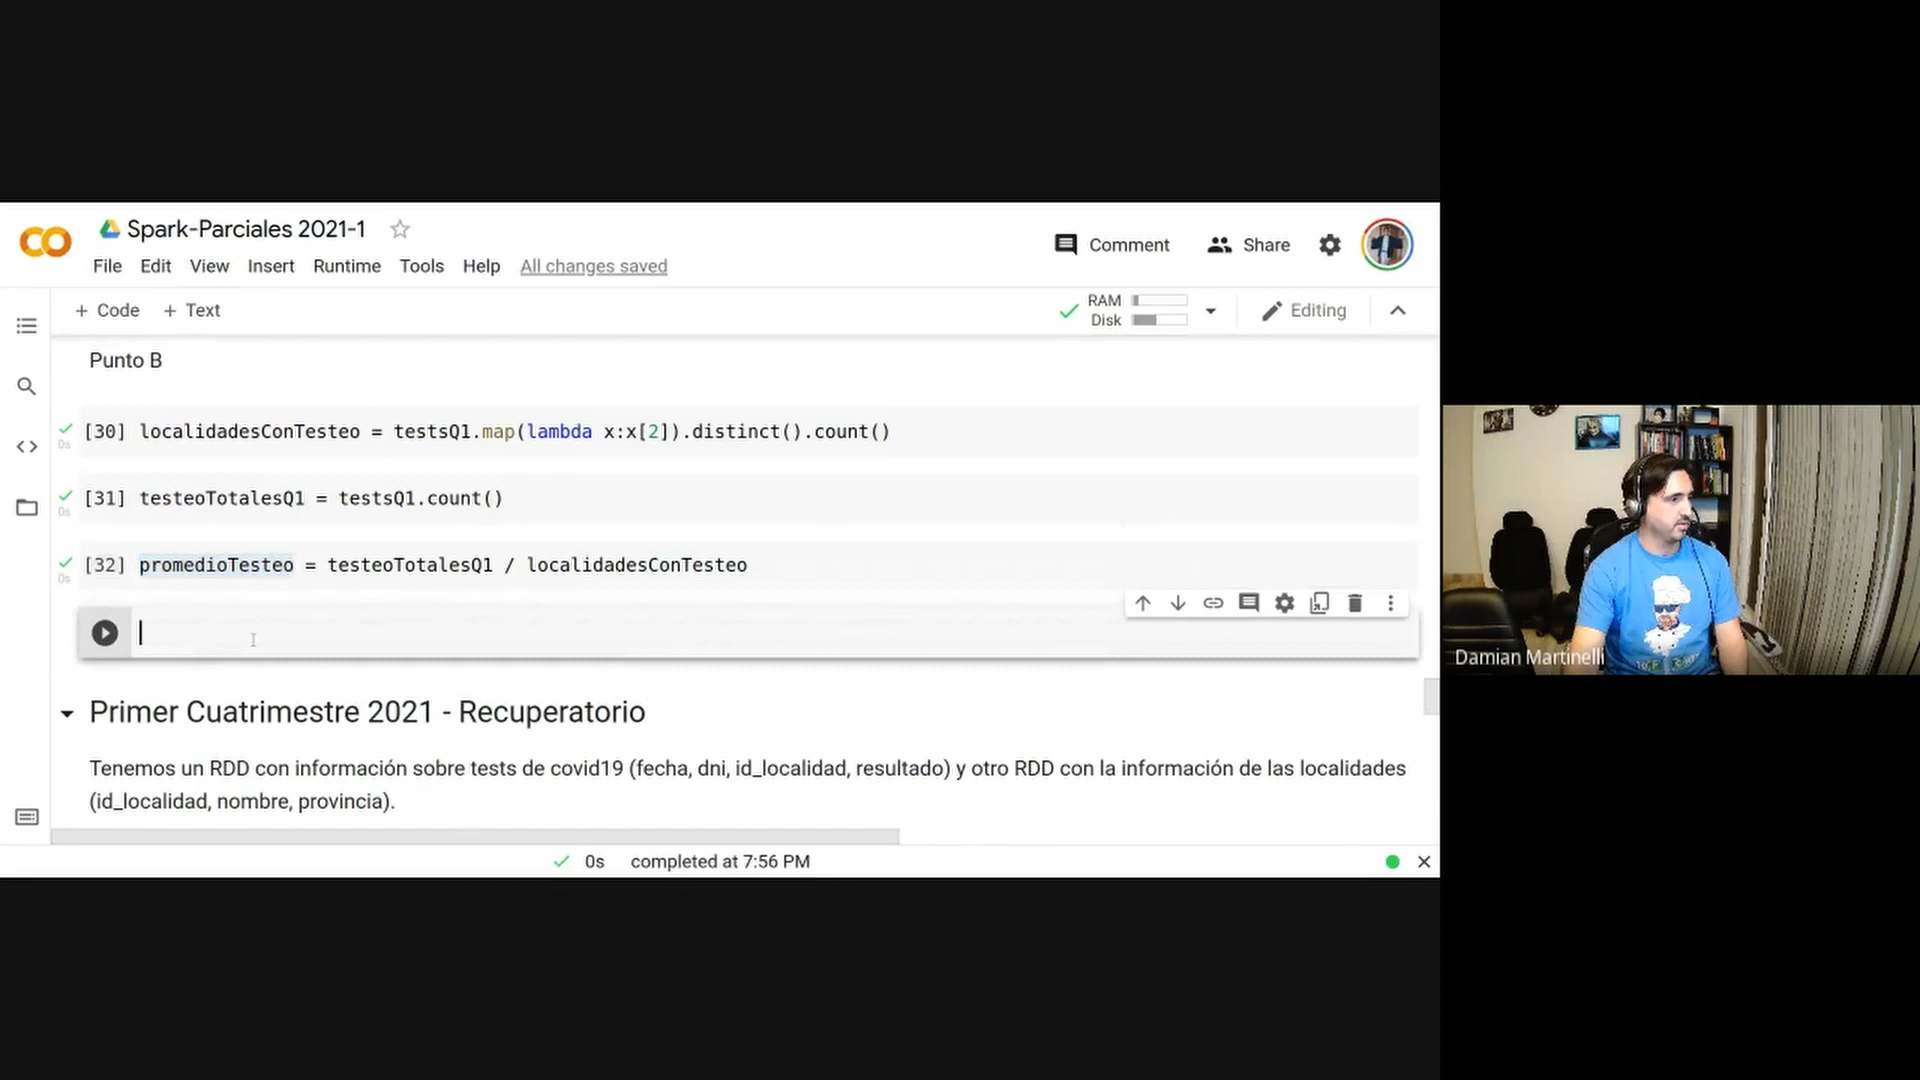 Spark-Parciales 2021-1
Comment
Share
File Edit View Insert Runtime Tools Help All changes saved
+ Code + Text
RAM
Disk
Editing
Punto B
[30] localidadesConTesteo = testsQ1.map(lambda x:x[2]).distinct().count()
0s
[31] testeoTotalesQ1 = testsQ1.count()
0s
[32] promedioTesteo = testeoTotalesQ1 / localidadesConTesteo
0s
Primer Cuatrimestre 2021 - Recuperatorio
Tenemos un RDD con información sobre tests de covid19 (fecha, dni, id_localidad, resultado) y otro RDD con la información de las localidades
(id_localidad, nombre, provincia).
0s completed at 7:56 PM
Damian Martinelli